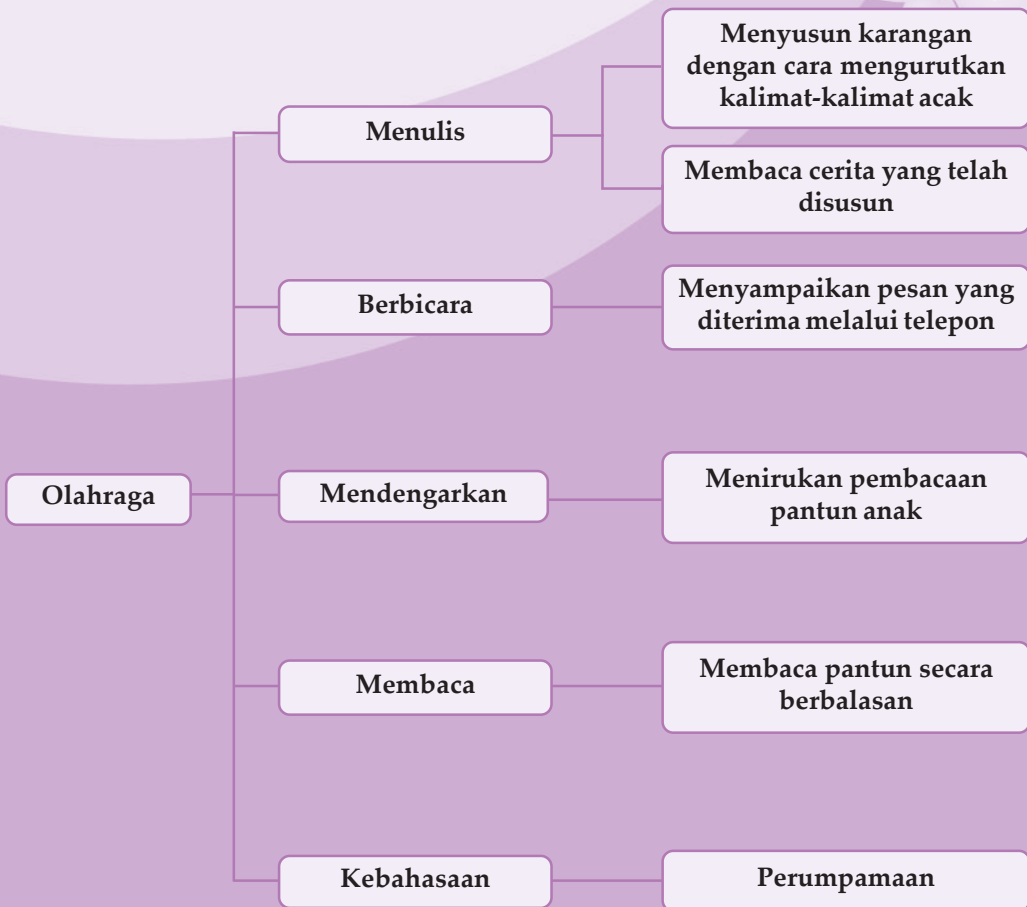 Olahraga
Menulis
Menyusun karangan
dengan cara mengurutkan
kalimat-kalimat acak
Membaca cerita yang telah
disusun
Berbicara
Menyampaikan pesan yang
diterima melalui telepon
Mendengarkan
Menirukan pembacaan
pantun anak
Membaca
Membaca pantun secara
berbalasan
Kebahasaan
Perumpamaan